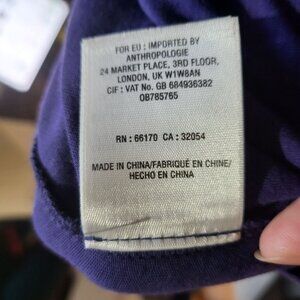 FOR EU : IMPORTED BY
ANTHROPOLOGIE
24 MARKET PLACE, 3RD FLOOR,
LONDON, UK W1W8AN
CIF : VAT No. GB 684936382
OB785765
RN : 66170 CA : 32054
MADE IN CHINA/FABRIQUÉ EN CHINE/
HECHO EN CHINA